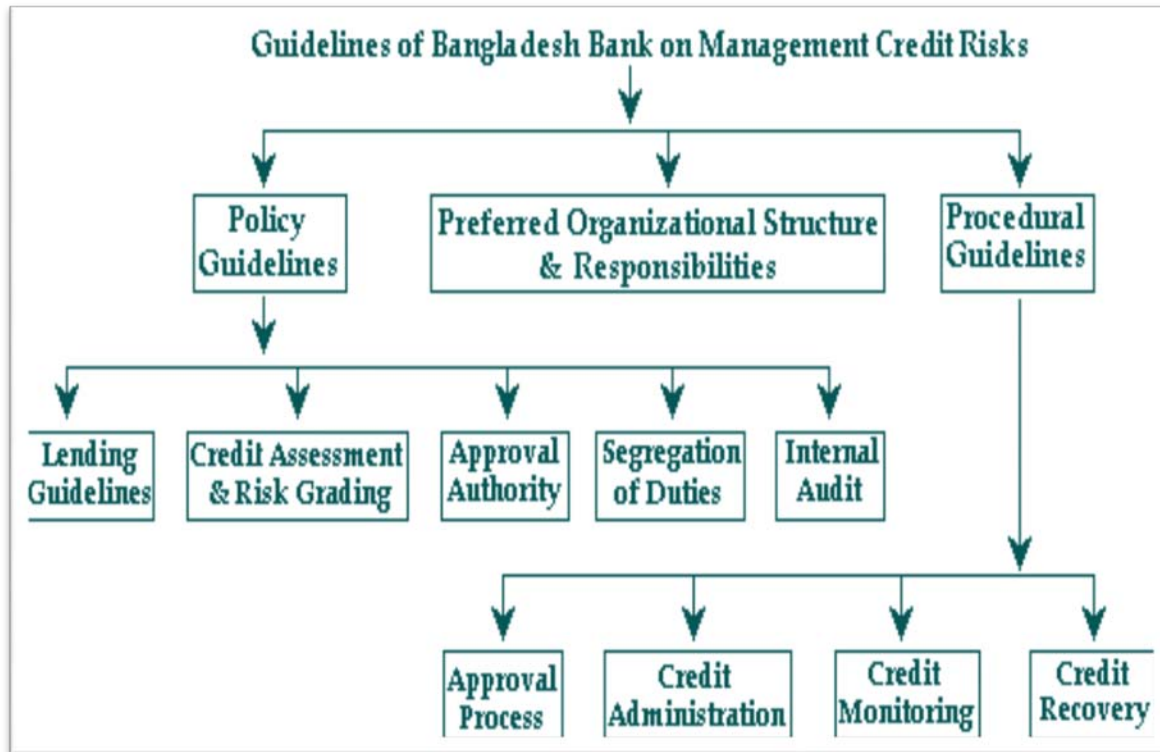 Guidelines of Bangladesh Bank on Management Credit Risks
Policy
Guidelines
Preferred Organizational Structure
& Responsibilities
Procedural
Guidelines
Lending
Guidelines
Credit Assessment
& Risk Grading
Approval
Authority
Segregation
of Duties
Internal
Audit
Approval
Process
Credit
Administration
Credit
Monitoring
Credit
Recovery